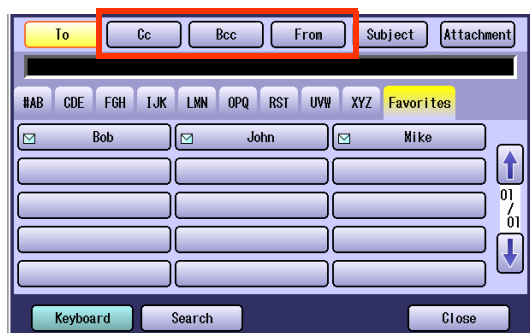 To Cc Bcc From Subject Attachment
#AB CDE FGH IJK LMN OPQ RST UVW XYZ Favorites
Bob John Mike
01
/
01
Keyboard Search Close